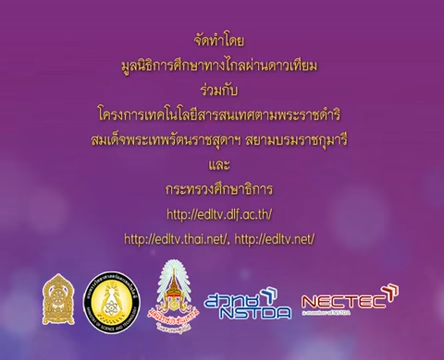 จัดทำโดย
มูลนิธิการศึกษาทางไกลผ่านดาวเทียม
ร่วมกับ
โครงการเทคโนโลยีสารสนเทศตามพระราชดำริ
สมเด็จพระเทพรัตนราชสุดาฯ สยามบรมราชกุมารี
และ
กระทรวงศึกษาธิการ
http://edltv.dlf.ac.th/
http://edltv.thai.net/, http://edltv.net/
สวทช
NSTDA
NECTEC
a member of NSTDA